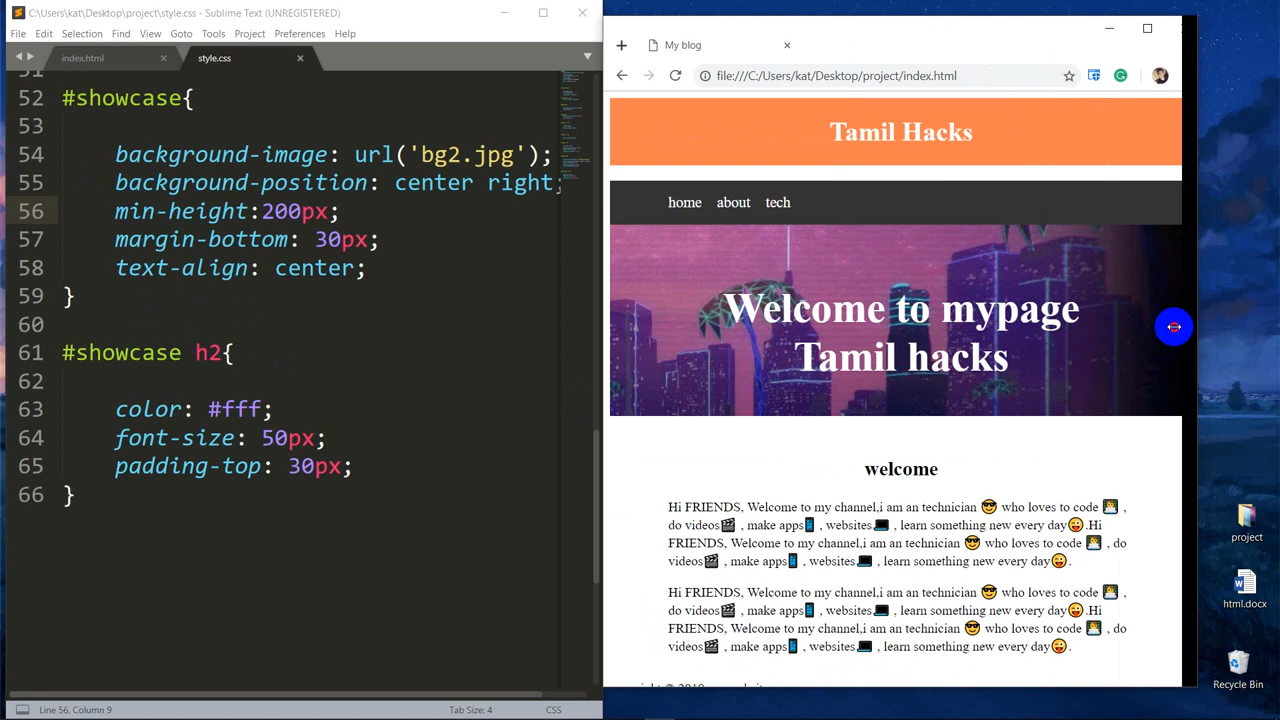 C:\Users\kat\Desktop\project\style.css - Sublime Text (UNREGISTERED)
File Edit Selection Find View Goto Tools Project Preferences Help
index.html
style.css
52 #showcase{
53
54 background-image: url('bg2.jpg');
55 background-position: center right;
56 min-height:200px;
57 margin-bottom: 30px;
58 text-align: center;
59 }
60
61 #showcase h2{
62
63 color: #fff;
64 font-size: 50px;
65 padding-top: 30px;
66 }
Line 56, Column 9
Tab Size: 4
CSS
My blog
file:///C:/Users/kat/Desktop/project/index.html
Tamil Hacks
home about tech
Welcome to mypage
Tamil hacks
welcome
Hi FRIENDS, Welcome to my channel,i am an technician 😎 who loves to code 👨‍💻 ,
do videos🎬 , make apps📱 , websites💻 , learn something new every day😜.Hi
FRIENDS, Welcome to my channel,i am an technician 😎 who loves to code 👨‍💻 , do
videos🎬 , make apps📱 , websites💻 , learn something new every day😜.
Hi FRIENDS, Welcome to my channel,i am an technician 😎 who loves to code 👨‍💻 ,
do videos🎬 , make apps📱 , websites💻 , learn something new every day😜.Hi
FRIENDS, Welcome to my channel,i am an technician 😎 who loves to code 👨‍💻 , do
videos🎬 , make apps📱 , websites💻 , learn something new every day😜.
project
html.docx
Recycle Bin